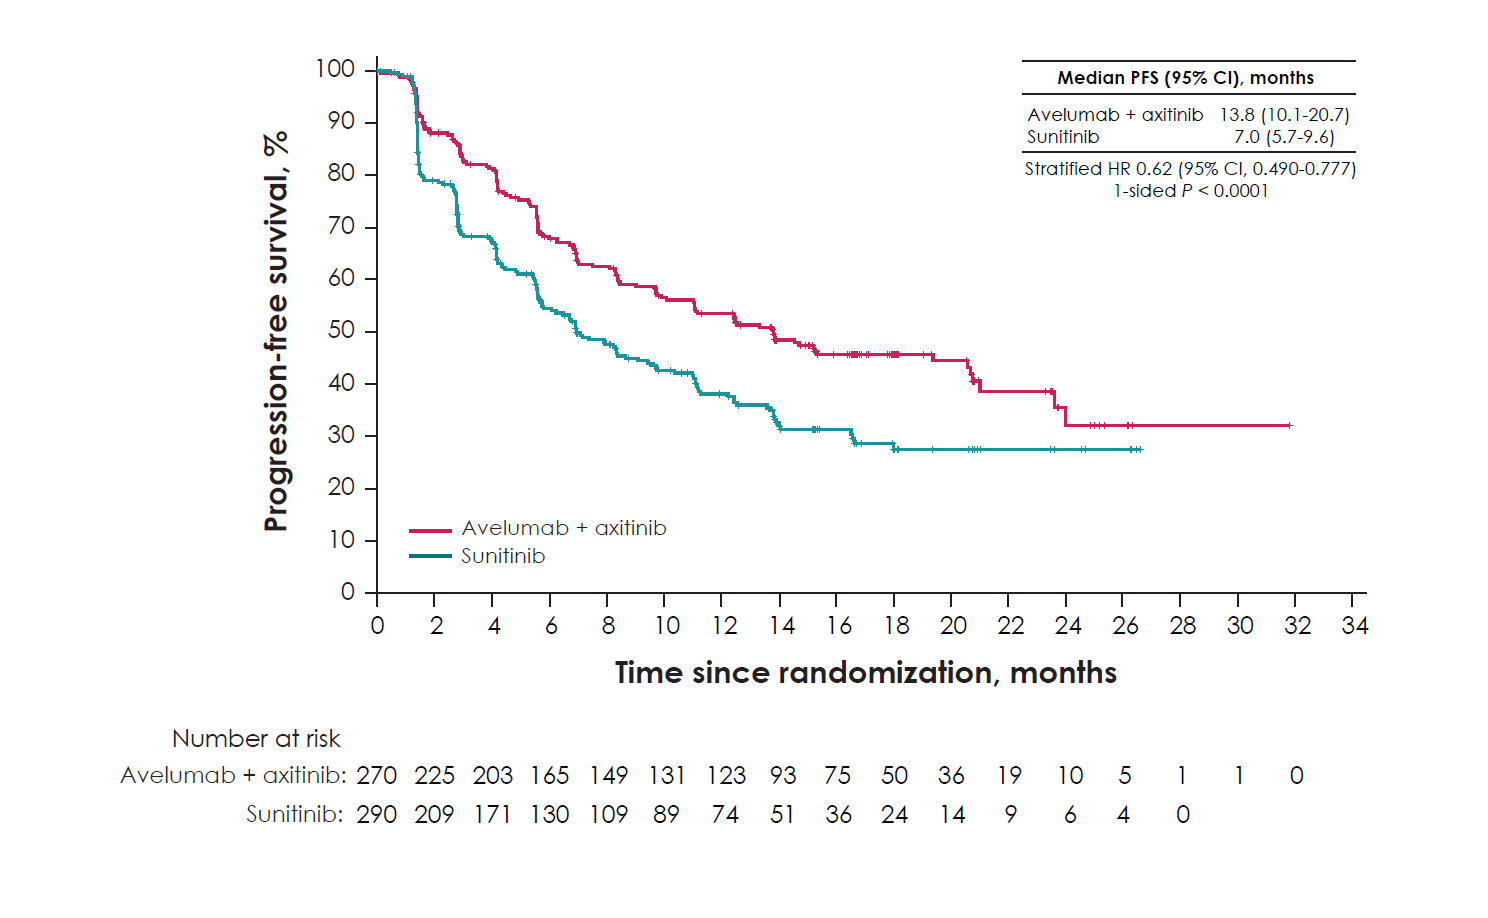 100
90
80
70
60
50
40
30
20
10
0
Progression-free survival, %
Median PFS (95% CI), months
Avelumab + axitinib 13.8 (10.1-20.7)
Sunitinib 7.0 (5.7-9.6)
Stratified HR 0.62 (95% CI, 0.490-0.777)
1-sided P < 0.0001
Avelumab + axitinib
Sunitinib
0 2 4 6 8 10 12 14 16 18 20 22 24 26 28 30 32 34
Time since randomization, months
Number at risk
Avelumab + axitinib: 270 225 203 165 149 131 123 93 75 50 36 19 10 5 1 1 0
Sunitinib: 290 209 171 130 109 89 74 51 36 24 14 9 6 4 0